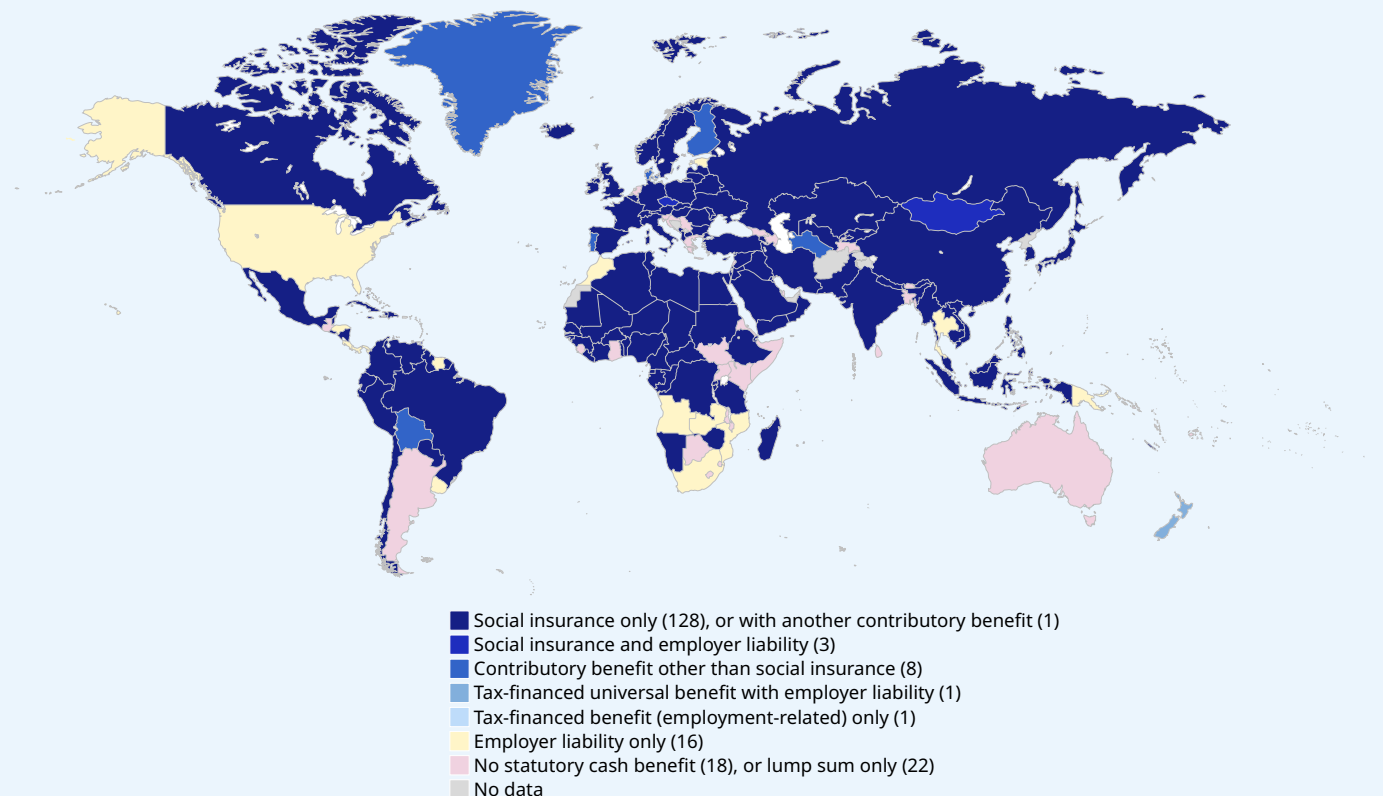 Social insurance only (128), or with another contributory benefit (1)
Social insurance and employer liability (3)
Contributory benefit other than social insurance (8)
Tax-financed universal benefit with employer liability (1)
Tax-financed benefit (employment-related) only (1)
Employer liability only (16)
No statutory cash benefit (18), or lump sum only (22)
No data